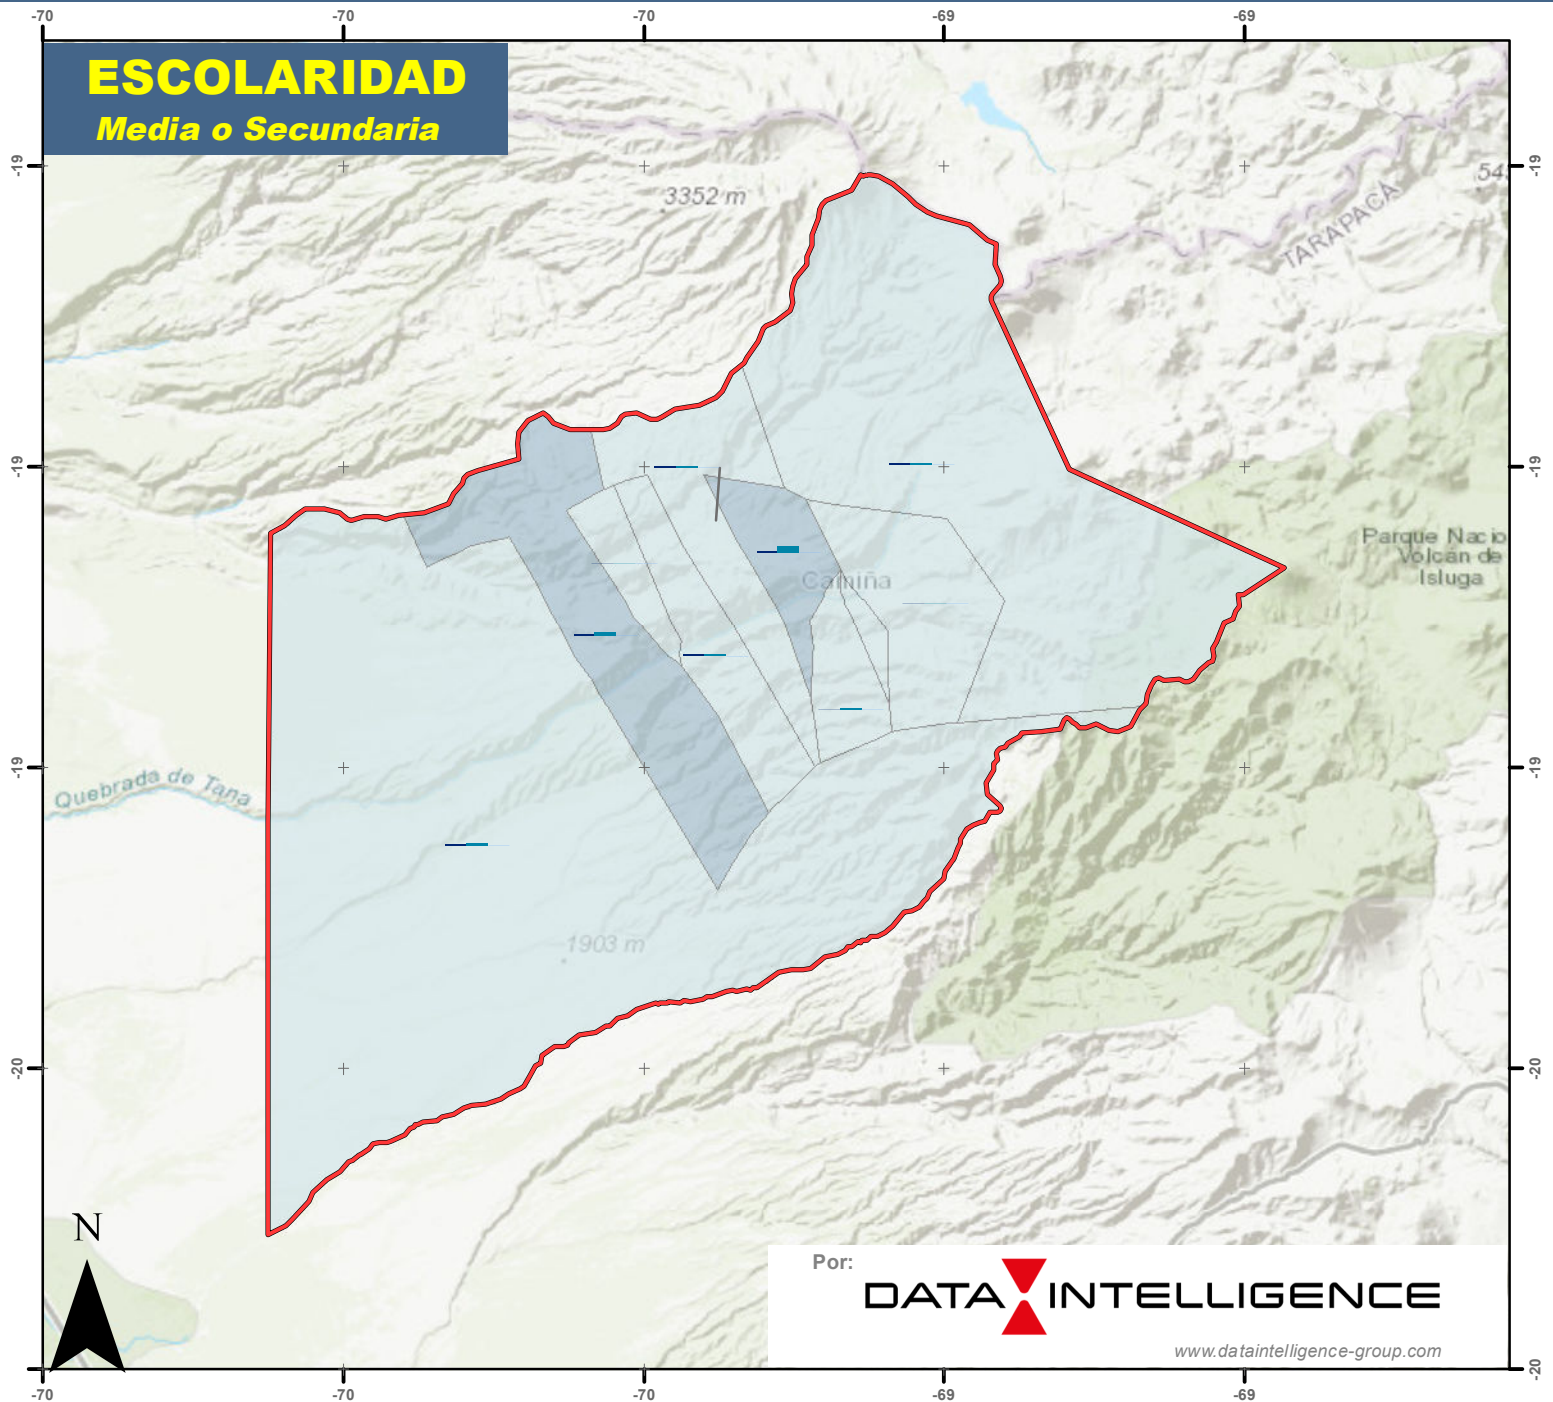 -70 -70 -70 -69 -69
ESCOLARIDAD
Media o Secundaria
-19 -19
3352 m
TARAPACÁ
-19 -19
Parque Nacio
Volcán de
Isluga
Camiña
-19 -19
Quebrada de Tana
1903 m
-20 -20
N
Por:
DATA INTELLIGENCE
www.dataintelligence-group.com
-20
-70 -70 -70 -69 -69